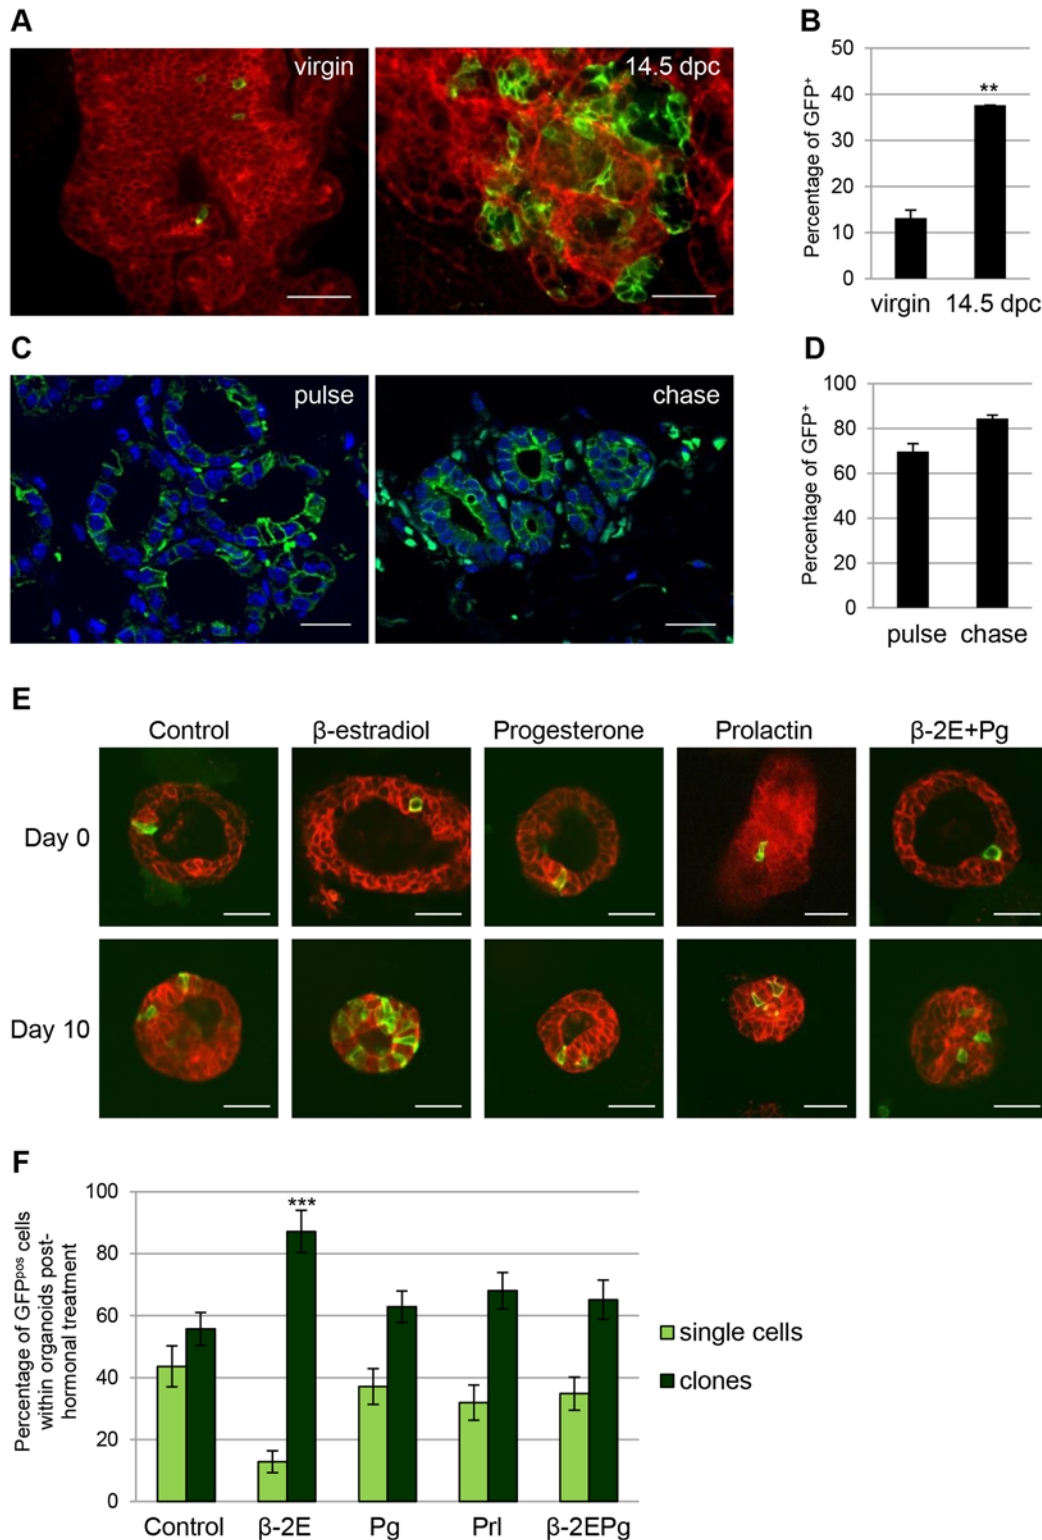 A
virgin
14.5 dpc
B
Percentage of GFP⁺
50
40
30
20
10
0
**
virgin 14.5 dpc
C
pulse
chase
D
Percentage of GFP⁺
100
80
60
40
20
0
pulse chase
E
Control β-estradiol Progesterone Prolactin β-2E+Pg
Day 0
Day 10
F
Percentage of GFPᵖᵒˢ cells
within organoids post-
hormonal treatment
100
80
60
40
20
0
***
single cells
clones
Control β-2E Pg Prl β-2EPg